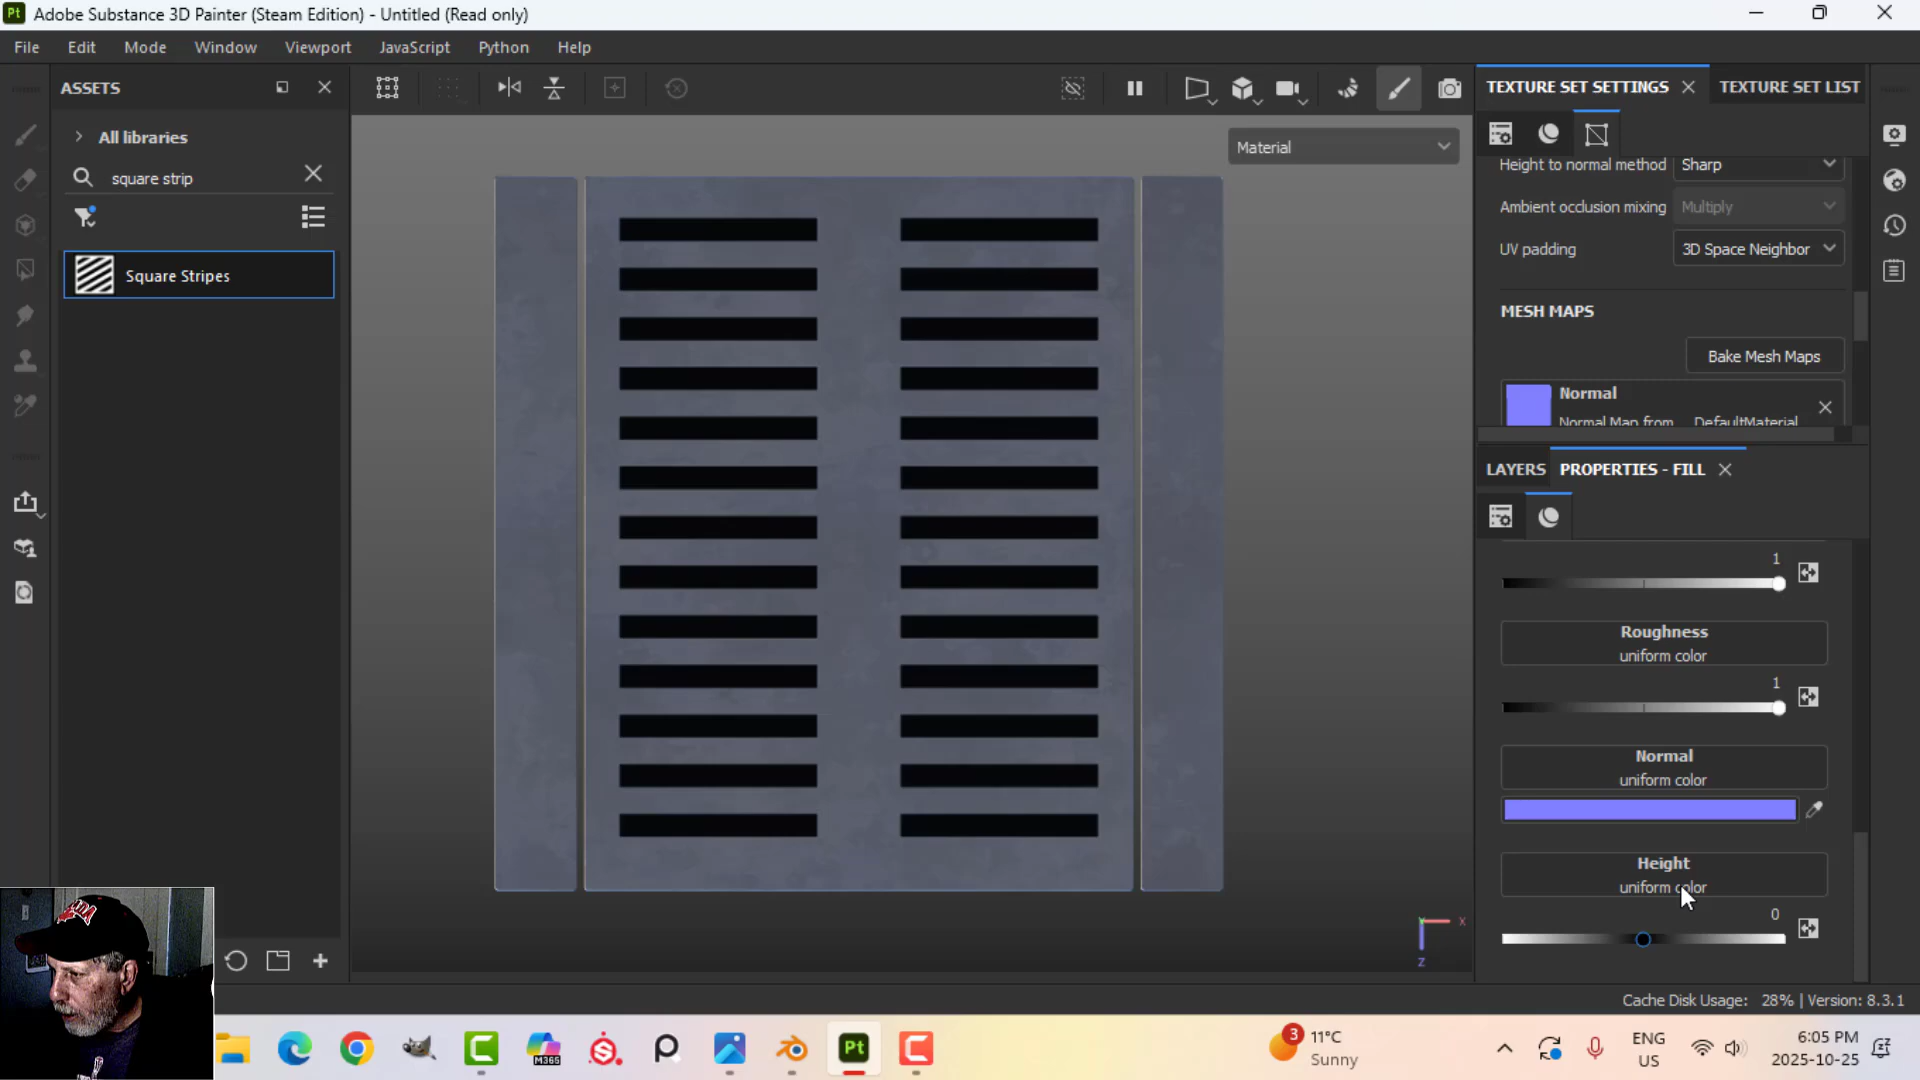 Adobe Substance 3D Painter (Steam Edition) - Untitled (Read only)
File Edit Mode Window Viewport JavaScript Python Help
ASSETS
All libraries
square strip
Square Stripes
Material
TEXTURE SET SETTINGS
TEXTURE SET LIST
Height to normal method Sharp
Ambient occlusion mixing Multiply
UV padding 3D Space Neighbor
MESH MAPS
Bake Mesh Maps
Normal
Normal Map from DefaultMaterial
LAYERS PROPERTIES - FILL
1
Roughness
uniform color
1
Normal
uniform color
Height
uniform color
0
X
Y
Z
Cache Disk Usage: 28% | Version: 8.3.1
M365
Pt
3
11°C
Sunny
ENG
US
6:05 PM
2025-10-25